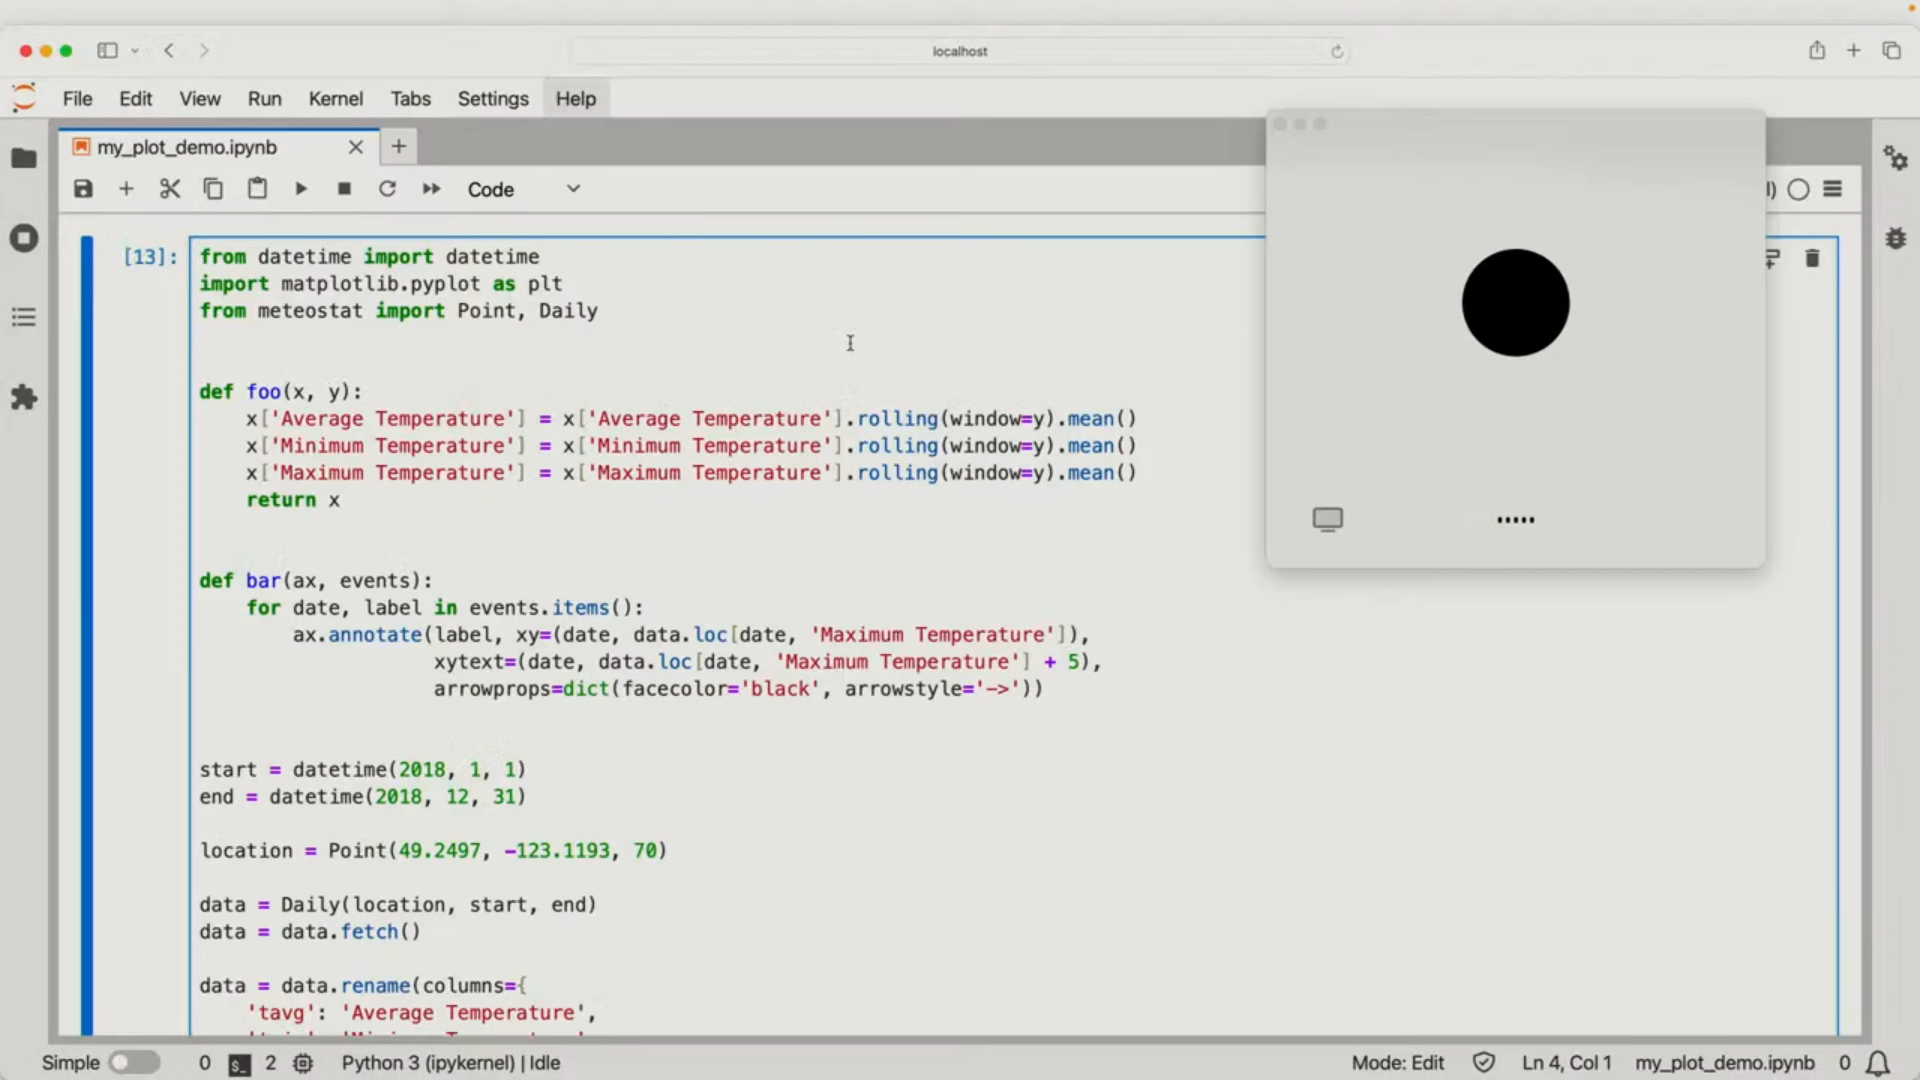 localhost
File Edit View Run Kernel Tabs Settings Help
my_plot_demo.ipynb
Code
[13]:
from datetime import datetime
import matplotlib.pyplot as plt
from meteostat import Point, Daily
def foo(x, y):
x['Average Temperature'] = x['Average Temperature'].rolling(window=y).mean()
x['Minimum Temperature'] = x['Minimum Temperature'].rolling(window=y).mean()
x['Maximum Temperature'] = x['Maximum Temperature'].rolling(window=y).mean()
return x
def bar(ax, events):
for date, label in events.items():
ax.annotate(label, xy=(date, data.loc[date, 'Maximum Temperature']),
xytext=(date, data.loc[date, 'Maximum Temperature'] + 5),
arrowprops=dict(facecolor='black', arrowstyle='->'))
start = datetime(2018, 1, 1)
end = datetime(2018, 12, 31)
location = Point(49.2497, -123.1193, 70)
data = Daily(location, start, end)
data = data.fetch()
data = data.rename(columns={
'tavg': 'Average Temperature',
Simple 0 2 Python 3 (ipykernel) | Idle Mode: Edit Ln 4, Col 1 my_plot_demo.ipynb 0